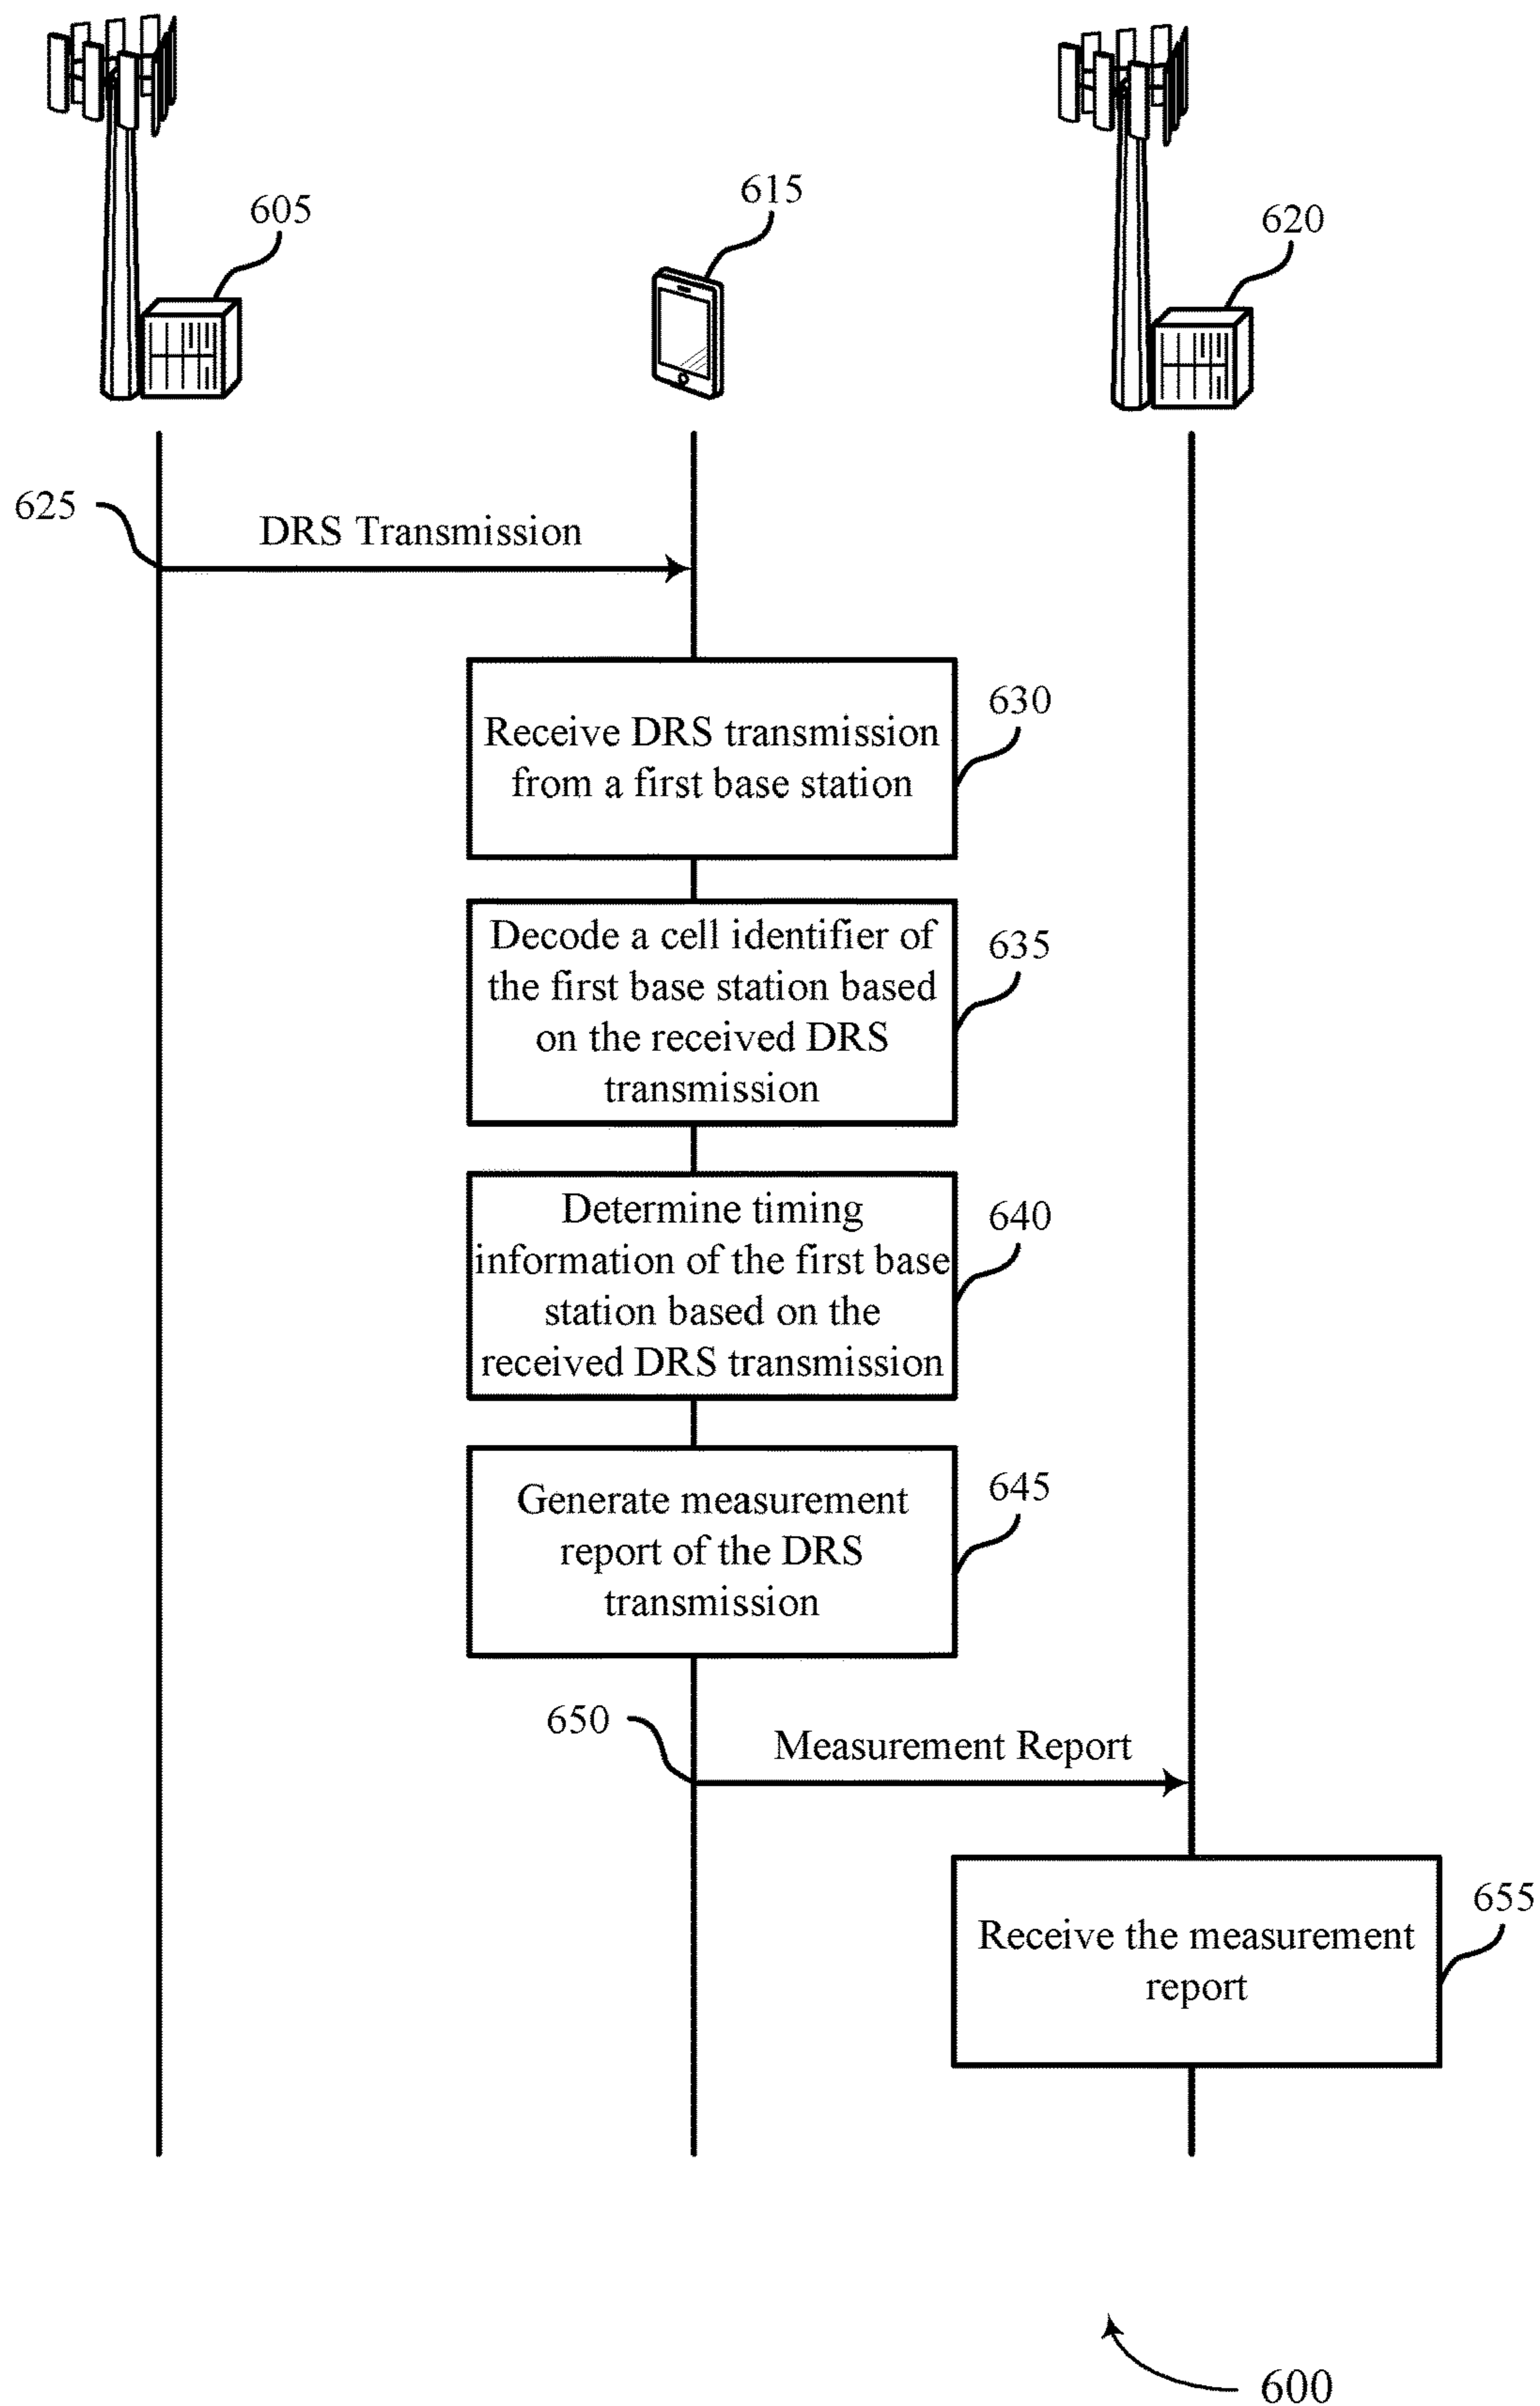 605
615
620
625
DRS Transmission
Receive DRS transmission
from a first base station
630
Decode a cell identifier of
the first base station based
on the received DRS
transmission
635
Determine timing
information of the first base
station based on the
received DRS transmission
640
Generate measurement
report of the DRS
transmission
645
650
Measurement Report
Receive the measurement
report
655
600